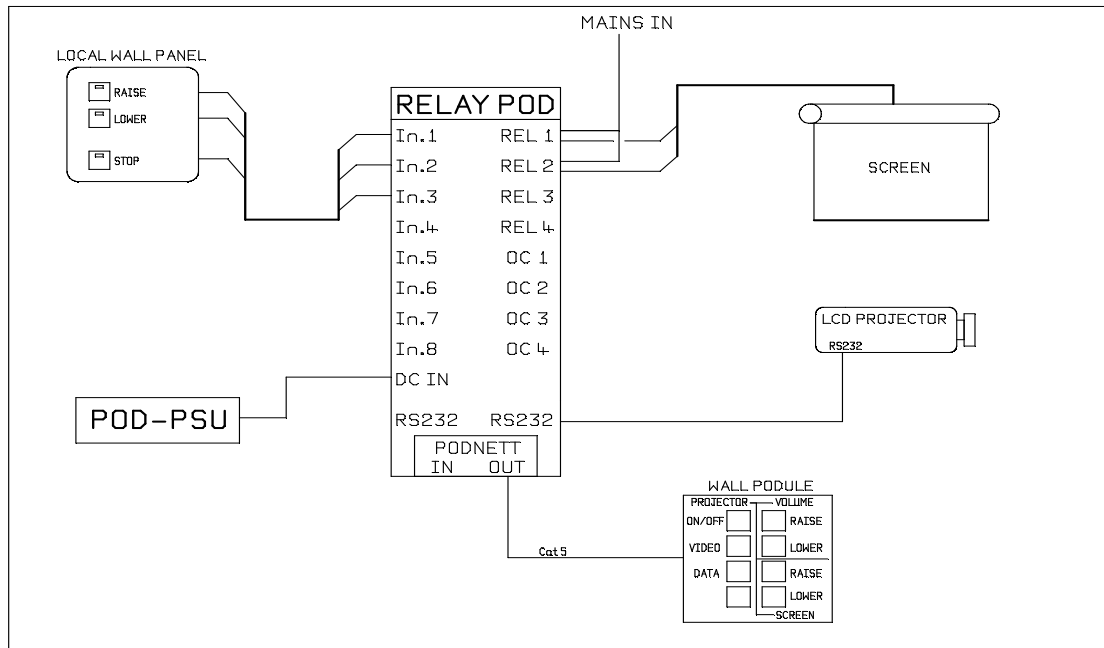 MAINS IN
LOCAL WALL PANEL
RAISE
LOWER
STOP
RELAY POD
In.1 REL 1
In.2 REL 2
In.3 REL 3
In.4 REL 4
In.5 OC 1
In.6 OC 2
In.7 OC 3
In.8 OC 4
DC IN
RS232 RS232
PODNETT
IN OUT
SCREEN
LCD PROJECTOR
RS232
POD-PSU
Cat5
WALL PODULE
PROJECTOR VOLUME
ON/OFF RAISE
VIDEO LOWER
DATA RAISE
LOWER
SCREEN